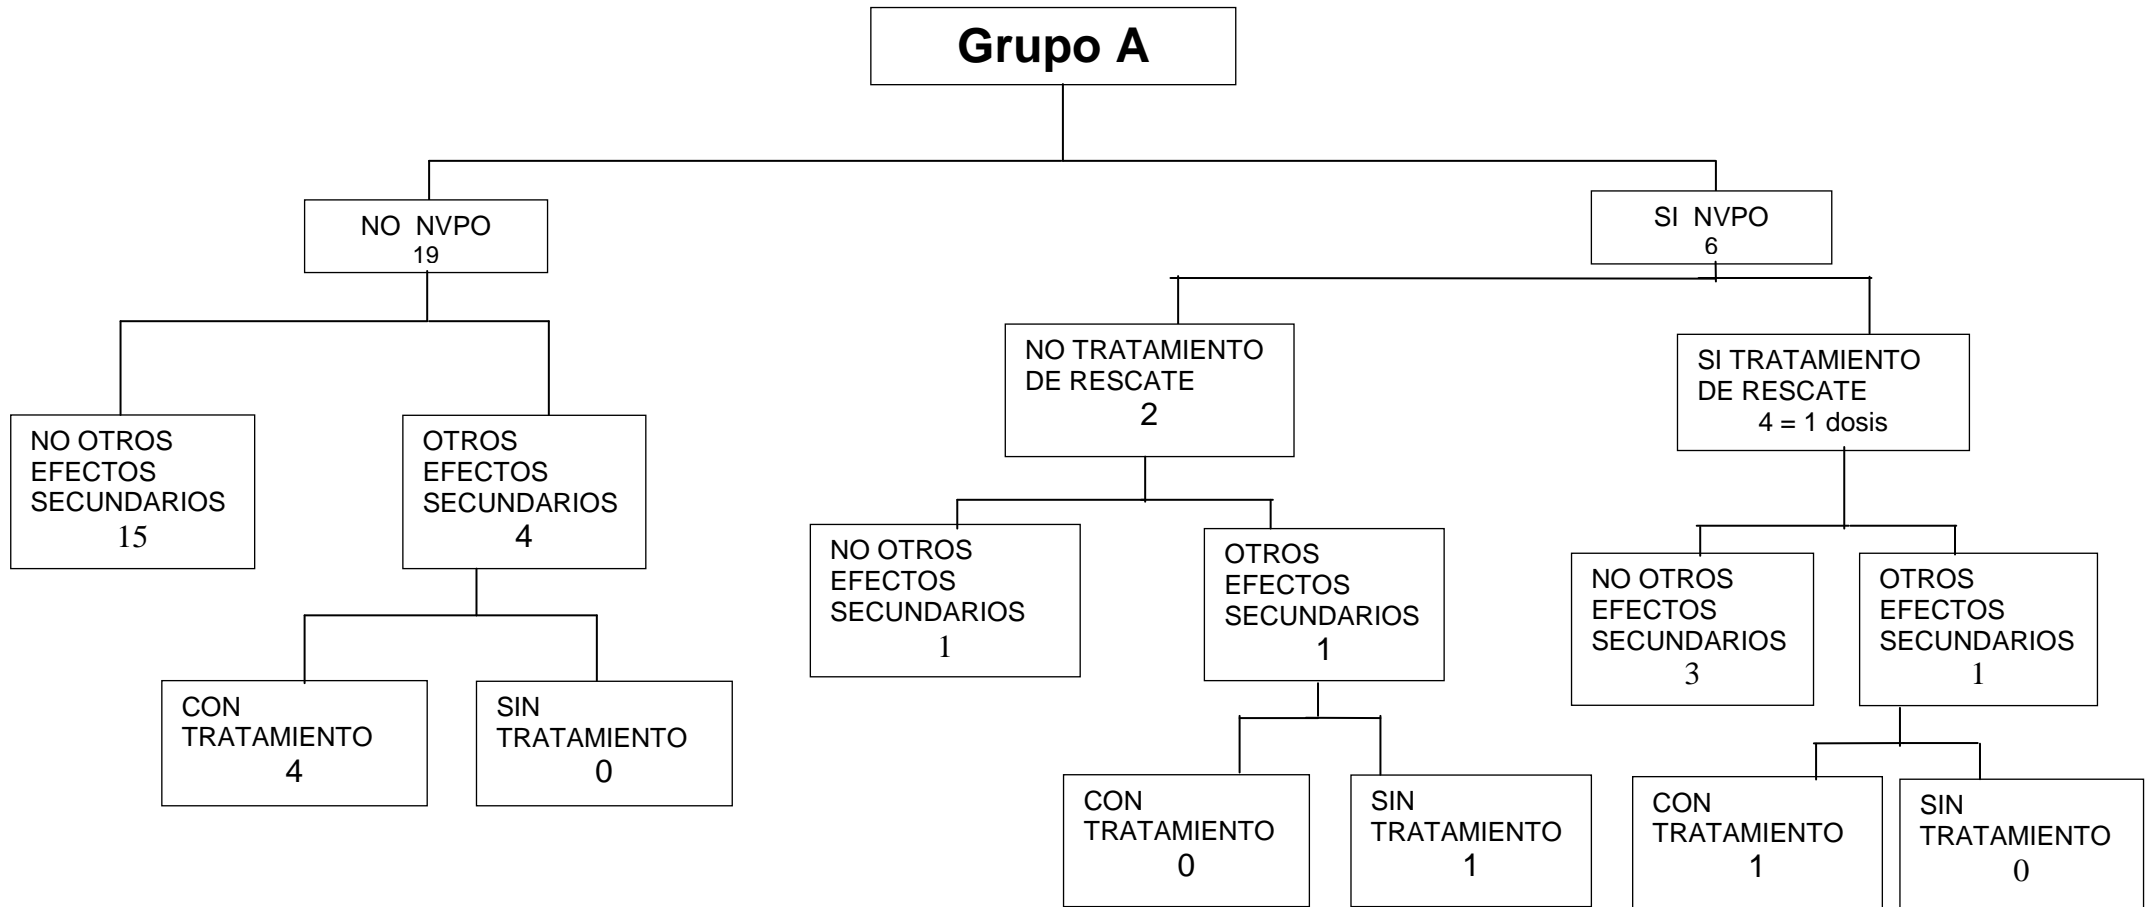 Grupo A
NO NVPO
19
SI NVPO
6
NO TRATAMIENTO
DE RESCATE
2
SI TRATAMIENTO
DE RESCATE
4 = 1 dosis
NO OTROS
EFECTOS
SECUNDARIOS
15
OTROS
EFECTOS
SECUNDARIOS
4
NO OTROS
EFECTOS
SECUNDARIOS
1
OTROS
EFECTOS
SECUNDARIOS
1
NO OTROS
EFECTOS
SECUNDARIOS
3
OTROS
EFECTOS
SECUNDARIOS
1
CON
TRATAMIENTO
4
SIN
TRATAMIENTO
0
CON
TRATAMIENTO
0
SIN
TRATAMIENTO
1
CON
TRATAMIENTO
1
SIN
TRATAMIENTO
0